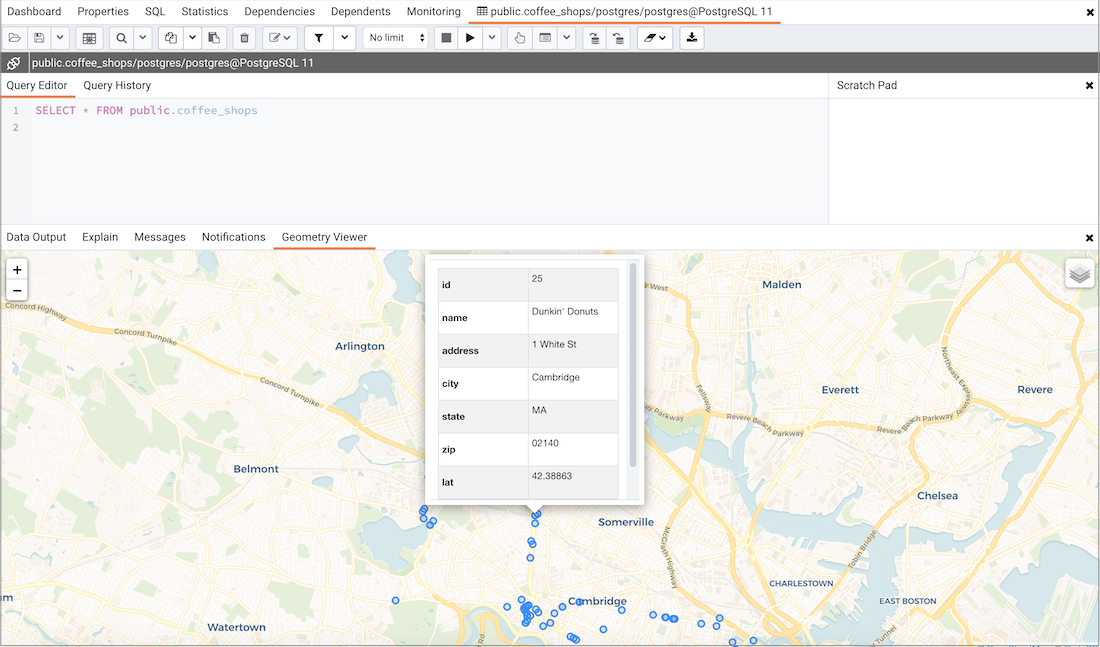 Dashboard Properties SQL Statistics Dependencies Dependents Monitoring public.coffee_shops/postgres/postgres@PostgreSQL 11
No limit
public.coffee_shops/postgres/postgres@PostgreSQL 11
Query Editor Query History Scratch Pad
1 SELECT * FROM public.coffee_shops
2
Data Output Explain Messages Notifications Geometry Viewer
+
−
id 25
name Dunkin' Donuts
address 1 White St
city Cambridge
state MA
zip 02140
lat 42.38863
Malden
Concord Highway
Concord Turnpike
Arlington
Concord Turnpike
Northeast Expressway
Everett
Revere
Fellsway
Revere Beach Parkway
Revere Beach Parkway
Belmont
Chelsea
Somerville
McGrath Highway
Tobin Bridge
CHARLESTOWN
Cambridge
EAST BOSTON
Watertown